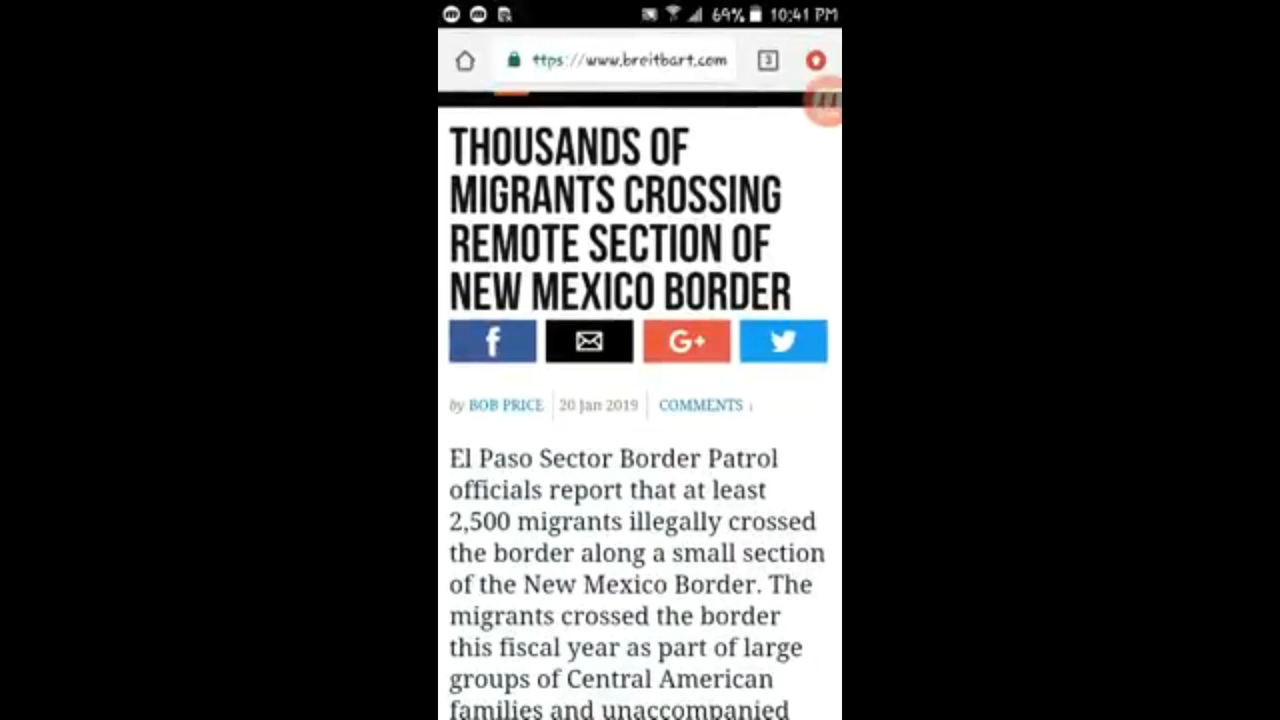 69% 10:41 PM
ttps://www.breitbart.com
3
THOUSANDS OF
MIGRANTS CROSSING
REMOTE SECTION OF
NEW MEXICO BORDER
f G+
by BOB PRICE 20 Jan 2019 COMMENTS ↓
El Paso Sector Border Patrol
officials report that at least
2,500 migrants illegally crossed
the border along a small section
of the New Mexico Border. The
migrants crossed the border
this fiscal year as part of large
groups of Central American
families and unaccompanied